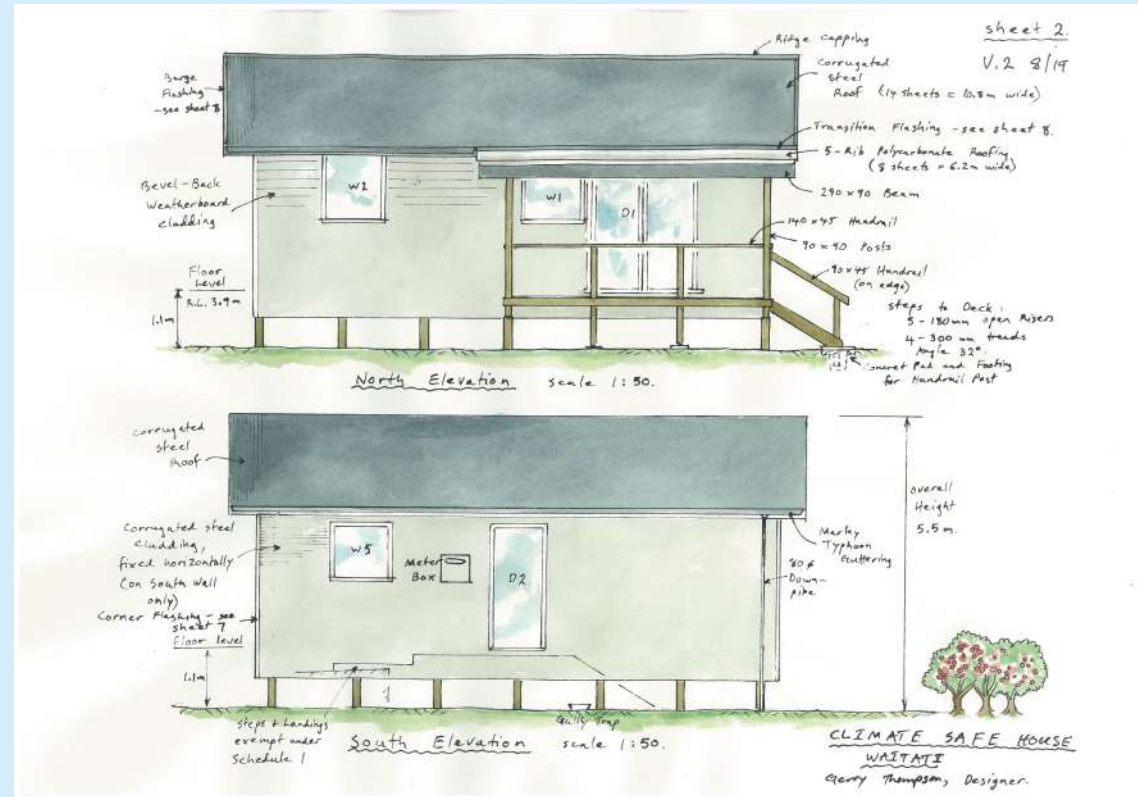 sheet 2.
V.2 8/19
Ridge Capping
Corrugated
steel
Roof (14 sheets = 10.8m wide)
Barge
Flashing
-see sheet 8
Transition Flashing - see sheet 8.
5-Rib Polycarbonate Roofing
(8 sheets = 6.2m wide)
290 x 90 Beam
140 x 45 Handrail
90 x 90 Posts
90 x 45 Handrail
(on edge)
Bevel-Back
Weatherboard
cladding
W2
W1
D1
Floor
Level
R.L. 3.9m
1.1m
steps to Deck:
5 - 180mm open Risers
4 - 300 mm treads
Angle 32°.
Concret Pad and Footing
for Handrail Post
North Elevation scale 1:50.
Corrugated
steel
Roof
Corrugated steel
cladding,
fixed horizontally
(on South Wall
only)
Corner Flashing - see
sheet 7
floor level
1.1m
W5
Meter
Box
D2
80 ϕ
Down-
pipe
Marley
Typhoon
Guttering
overall
Height
5.5m.
steps & Landings
exempt under
Schedule 1
Gully Trap
South Elevation scale 1:50.
CLIMATE SAFE HOUSE
WAITATI
Gerry Thompson, Designer.